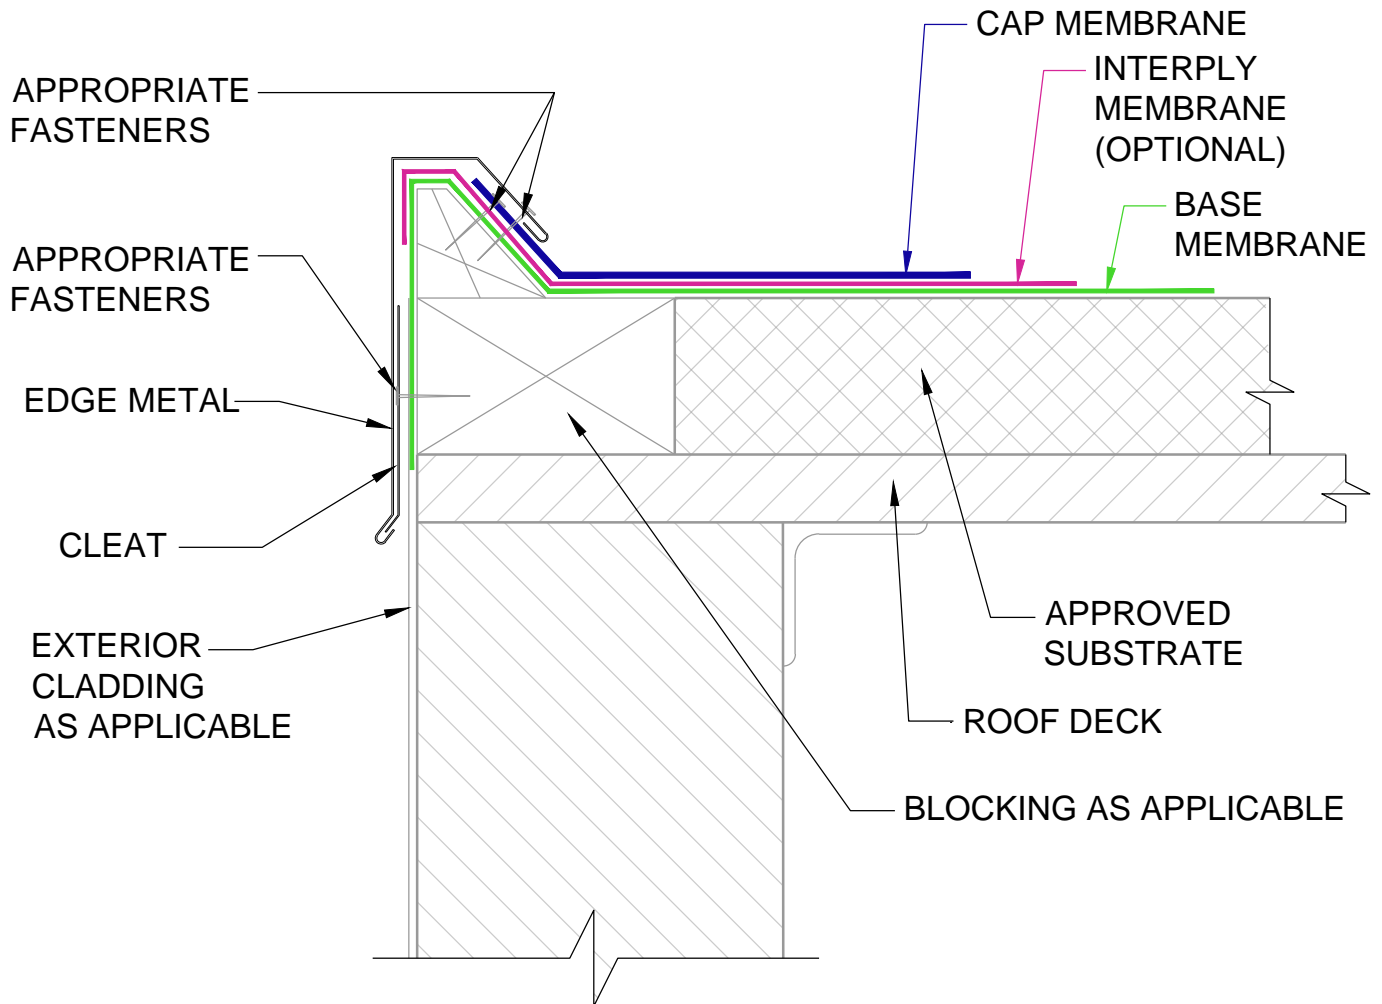 CAP MEMBRANE
INTERPLY
MEMBRANE
(OPTIONAL)
BASE
MEMBRANE
APPROPRIATE
FASTENERS
APPROPRIATE
FASTENERS
EDGE METAL
CLEAT
EXTERIOR
CLADDING
AS APPLICABLE
APPROVED
SUBSTRATE
ROOF DECK
BLOCKING AS APPLICABLE